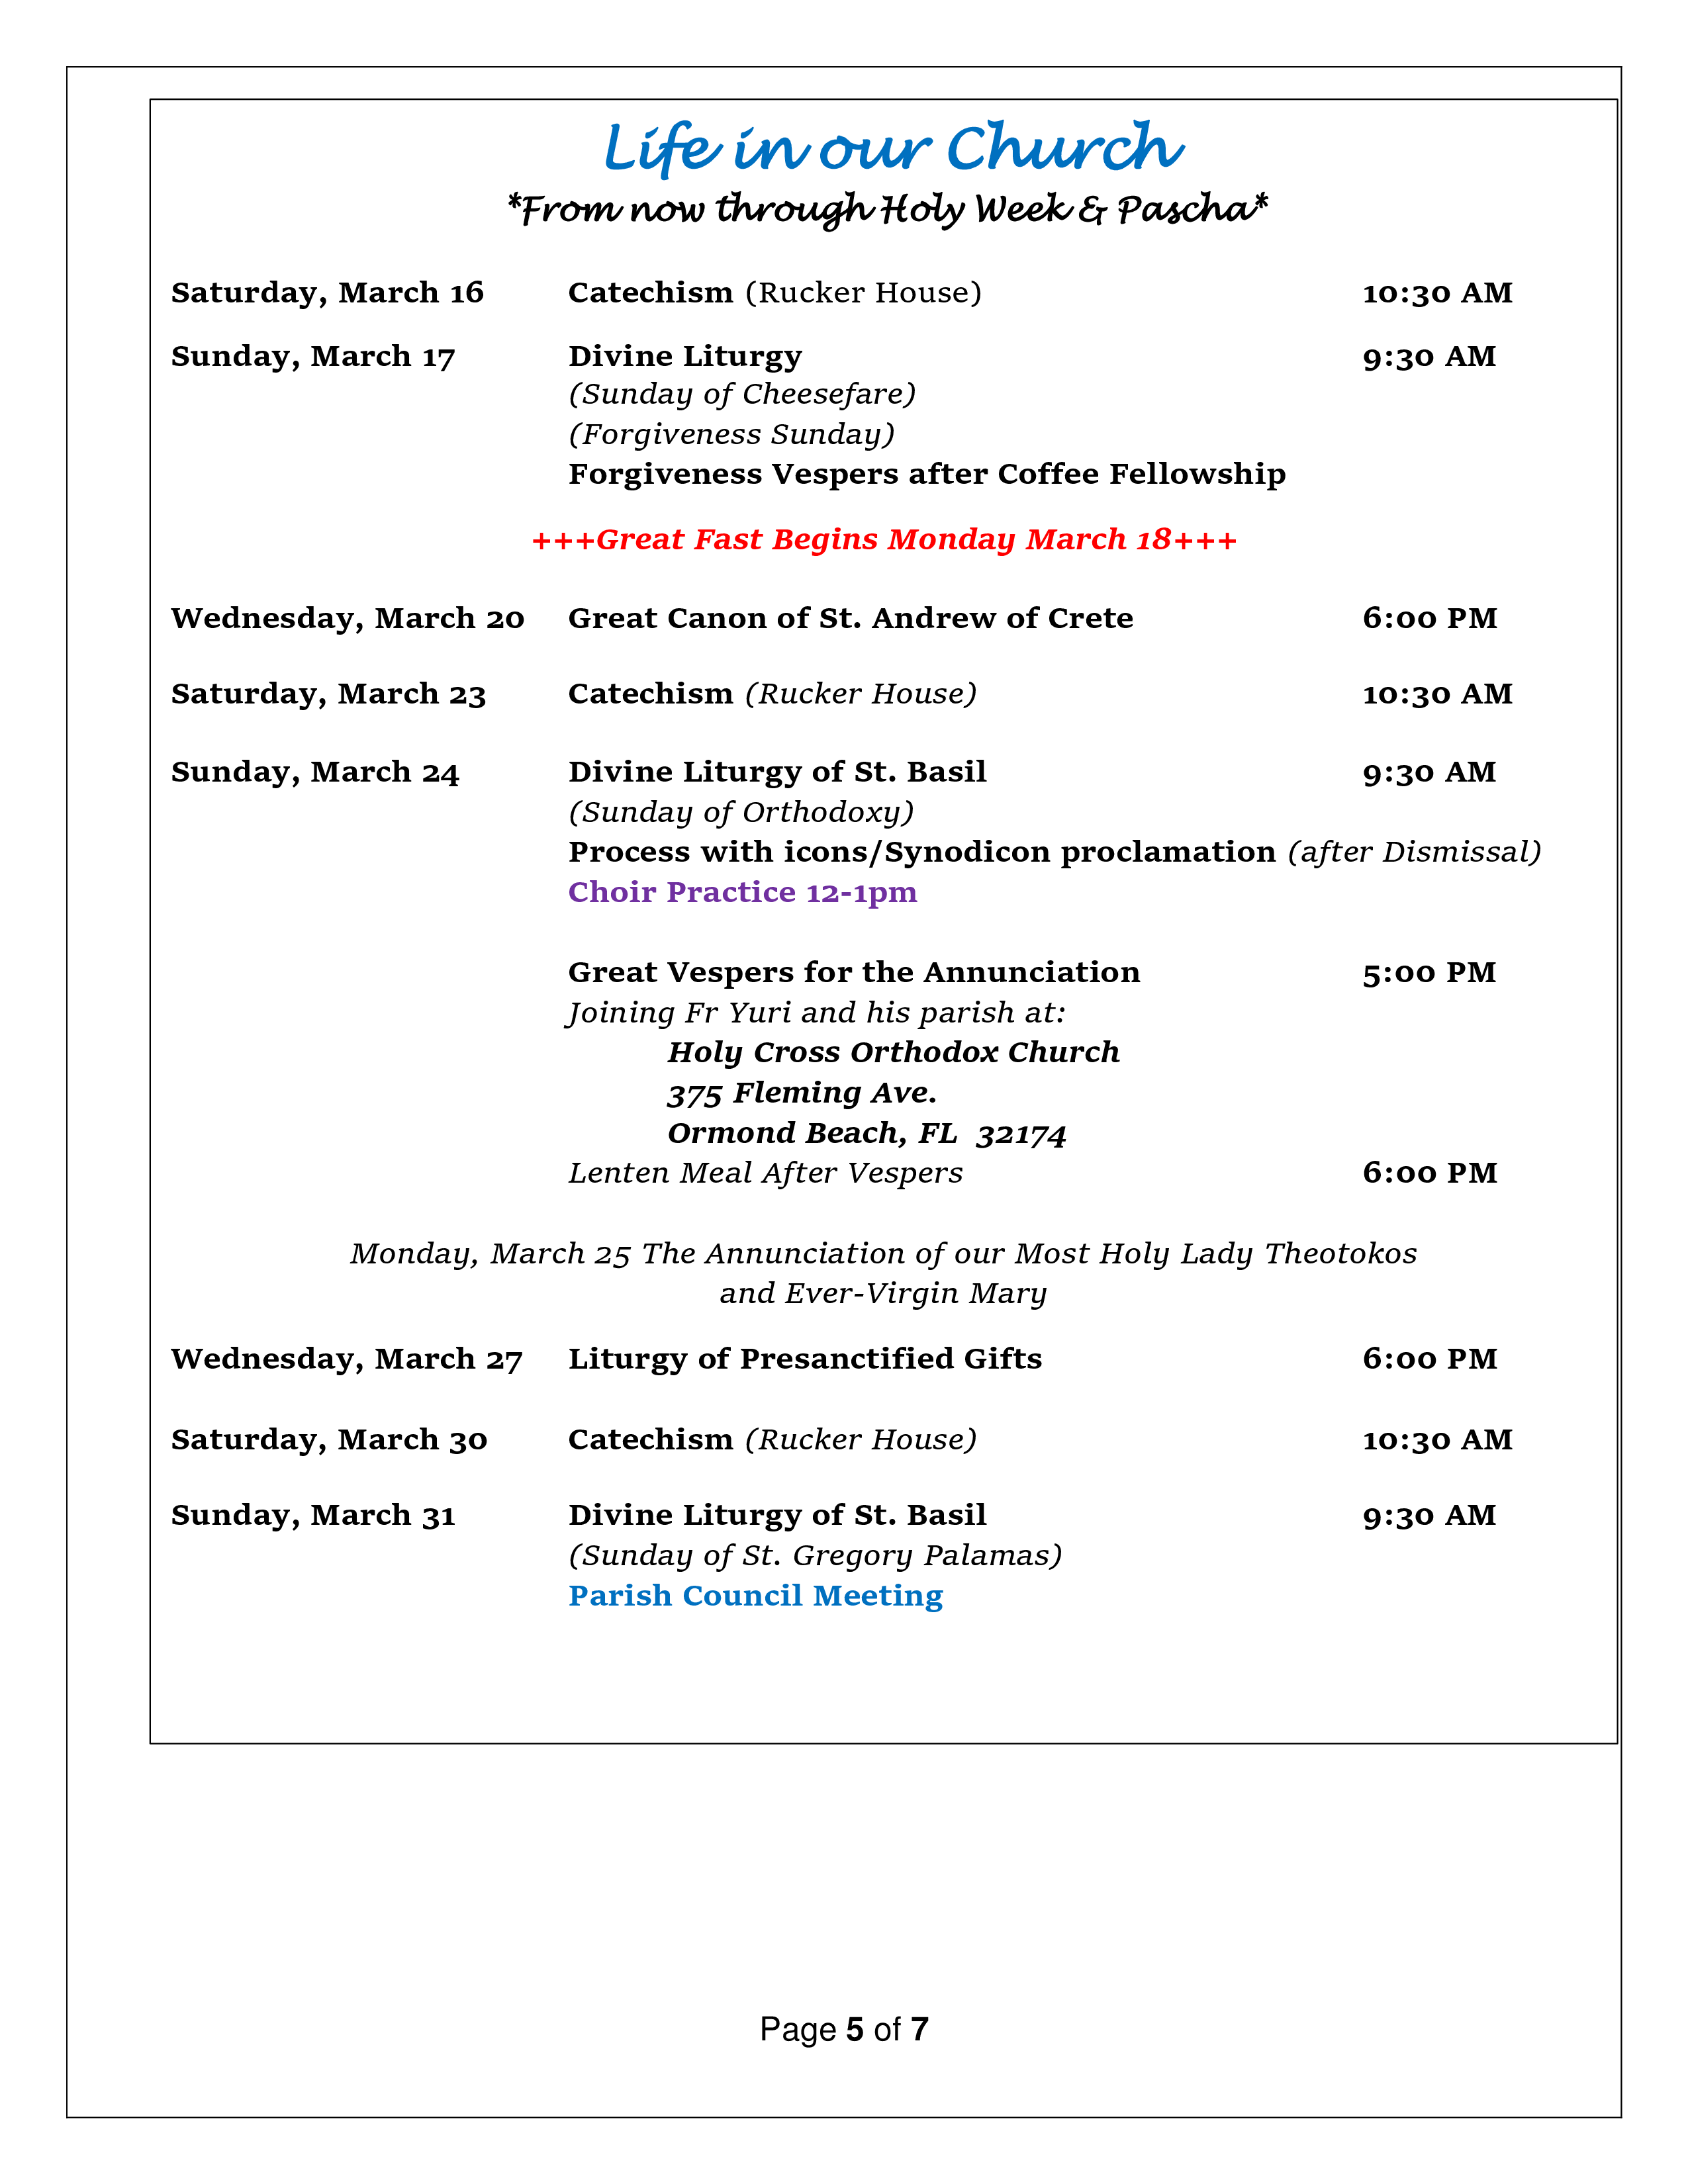 Life in our Church
*From now through Holy Week & Pascha*
Saturday, March 16 Catechism (Rucker House) 10:30 AM
Sunday, March 17 Divine Liturgy 9:30 AM
(Sunday of Cheesefare)
(Forgiveness Sunday)
Forgiveness Vespers after Coffee Fellowship
+++Great Fast Begins Monday March 18+++
Wednesday, March 20 Great Canon of St. Andrew of Crete 6:00 PM
Saturday, March 23 Catechism (Rucker House) 10:30 AM
Sunday, March 24 Divine Liturgy of St. Basil 9:30 AM
(Sunday of Orthodoxy)
Process with icons/Synodicon proclamation (after Dismissal)
Choir Practice 12-1pm
Great Vespers for the Annunciation 5:00 PM
Joining Fr Yuri and his parish at:
Holy Cross Orthodox Church
375 Fleming Ave.
Ormond Beach, FL 32174
Lenten Meal After Vespers 6:00 PM
Monday, March 25 The Annunciation of our Most Holy Lady Theotokos
and Ever-Virgin Mary
Wednesday, March 27 Liturgy of Presanctified Gifts 6:00 PM
Saturday, March 30 Catechism (Rucker House) 10:30 AM
Sunday, March 31 Divine Liturgy of St. Basil 9:30 AM
(Sunday of St. Gregory Palamas)
Parish Council Meeting
Page 5 of 7